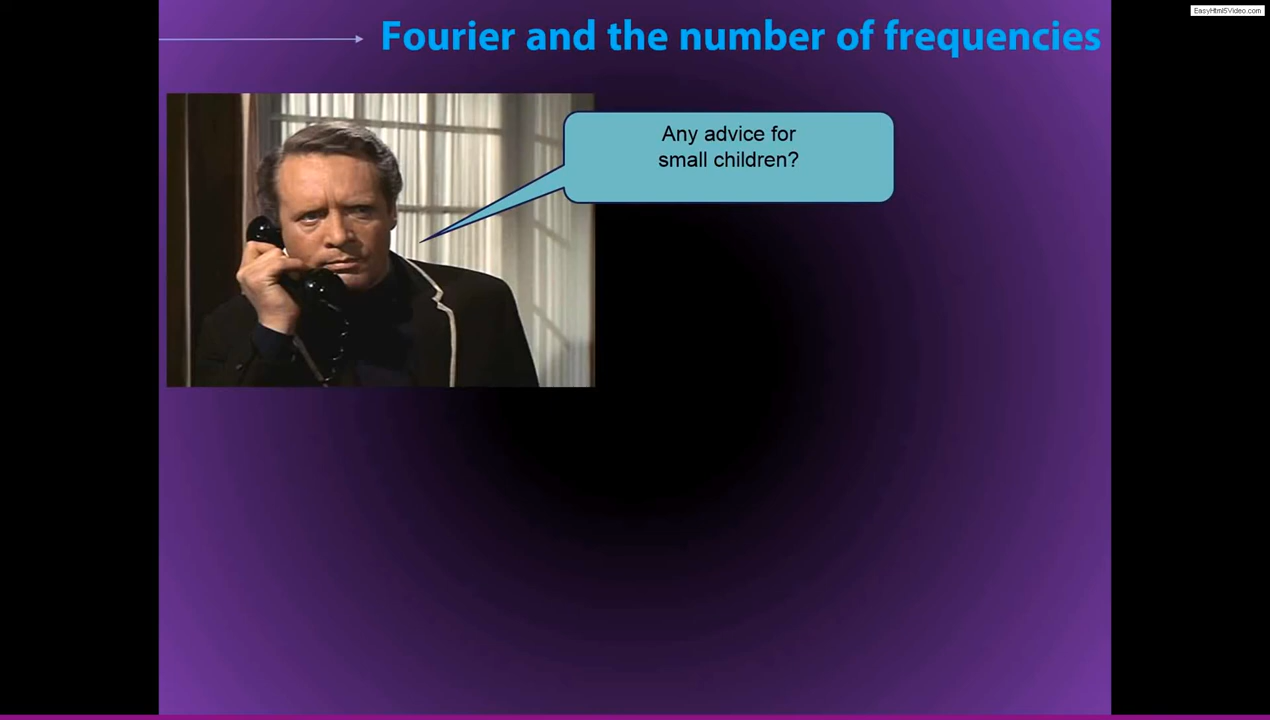 EasyHtml5Video.com
Fourier and the number of frequencies
Any advice for
small children?